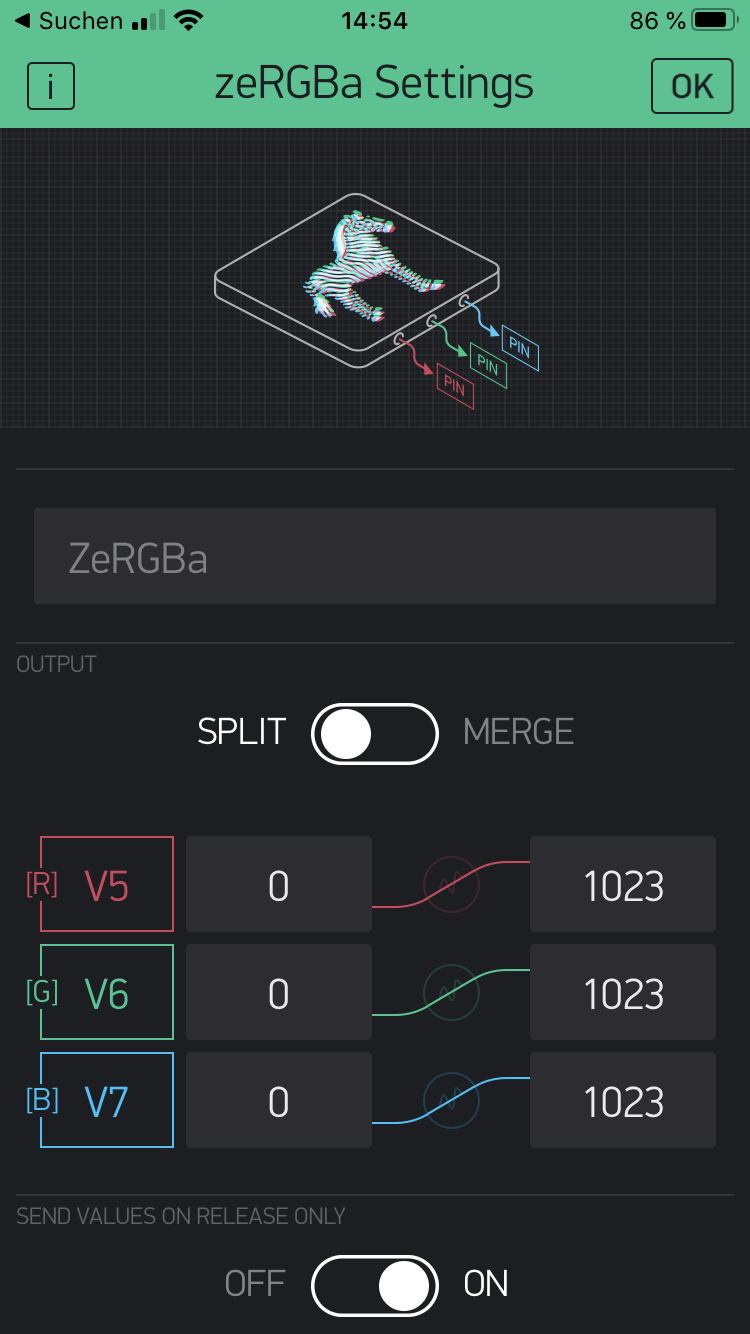 ◀ Suchen 14:54 86 %
i zeRGBa Settings OK
PIN
PIN
PIN
ZeRGBa
OUTPUT
SPLIT MERGE
[R] V5 0 1023
[G] V6 0 1023
[B] V7 0 1023
SEND VALUES ON RELEASE ONLY
OFF ON